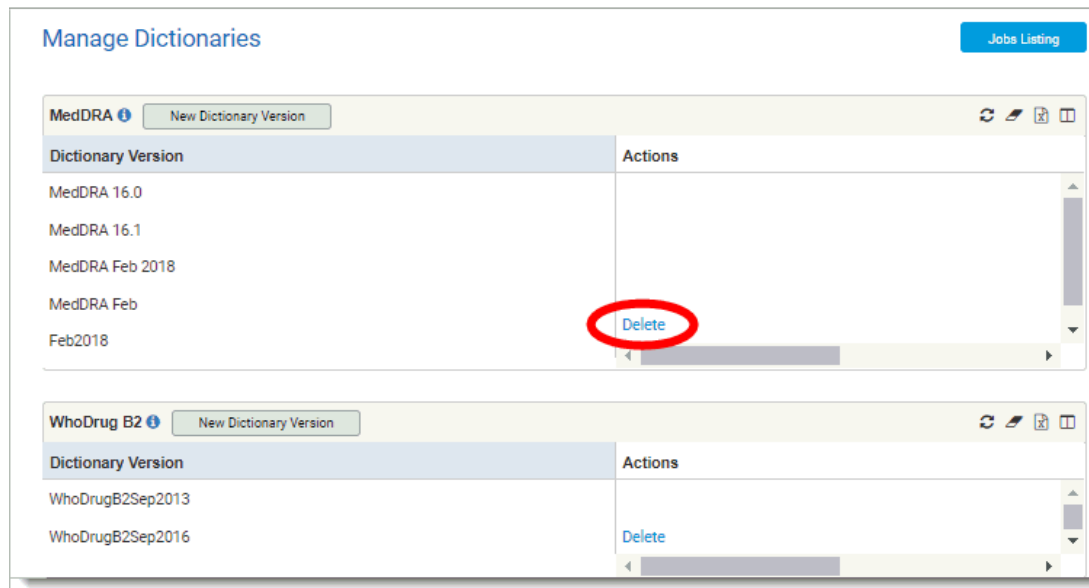 Manage Dictionaries
Jobs Listing
MedDRA New Dictionary Version
Dictionary Version Actions
MedDRA 16.0
MedDRA 16.1
MedDRA Feb 2018
MedDRA Feb
Delete
Feb2018
WhoDrug B2 New Dictionary Version
Dictionary Version Actions
WhoDrugB2Sep2013
WhoDrugB2Sep2016 Delete